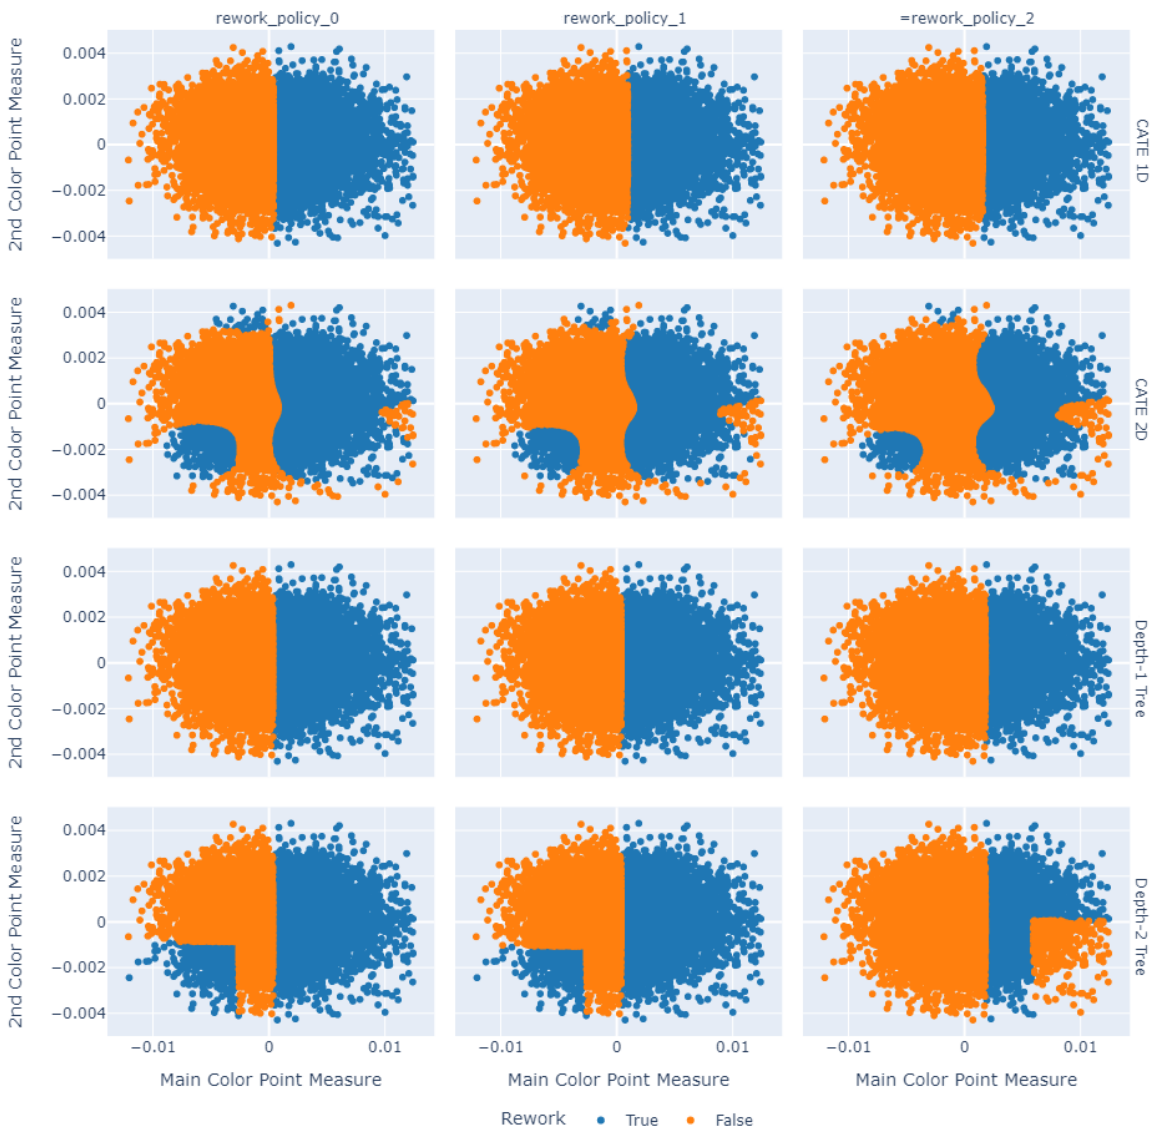 rework_policy_0 rework_policy_1 =rework_policy_2
2nd Color Point Measure
0.004
0.002
0
−0.002
−0.004
CATE 1D
2nd Color Point Measure
0.004
0.002
0
−0.002
−0.004
CATE 2D
2nd Color Point Measure
0.004
0.002
0
−0.002
−0.004
Depth-1 Tree
2nd Color Point Measure
0.004
0.002
0
−0.002
−0.004
Depth-2 Tree
−0.01 0 0.01 −0.01 0 0.01 −0.01 0 0.01
Main Color Point Measure Main Color Point Measure Main Color Point Measure
Rework True False